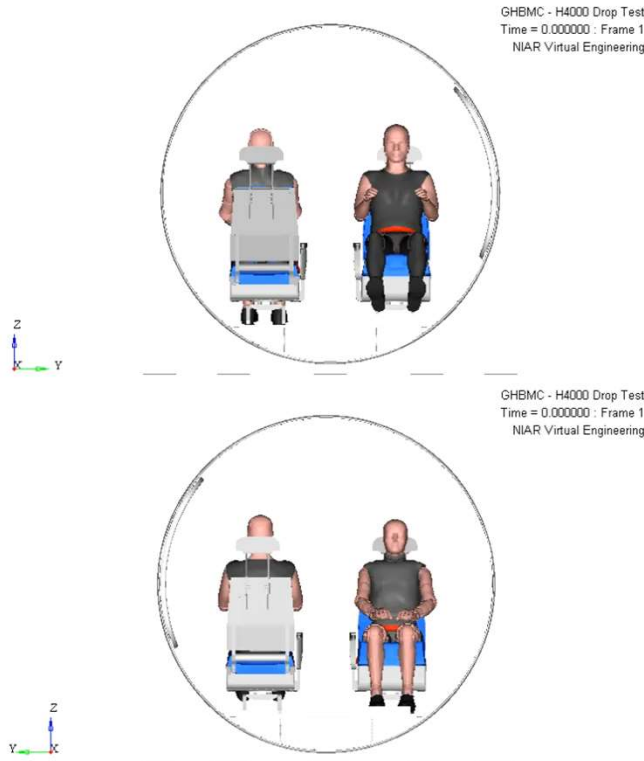 GHBMC - H4000 Drop Test
Time = 0.000000 : Frame 1
NIAR Virtual Engineering
Z
X Y
GHBMC - H4000 Drop Test
Time = 0.000000 : Frame 1
NIAR Virtual Engineering
Z
Y X